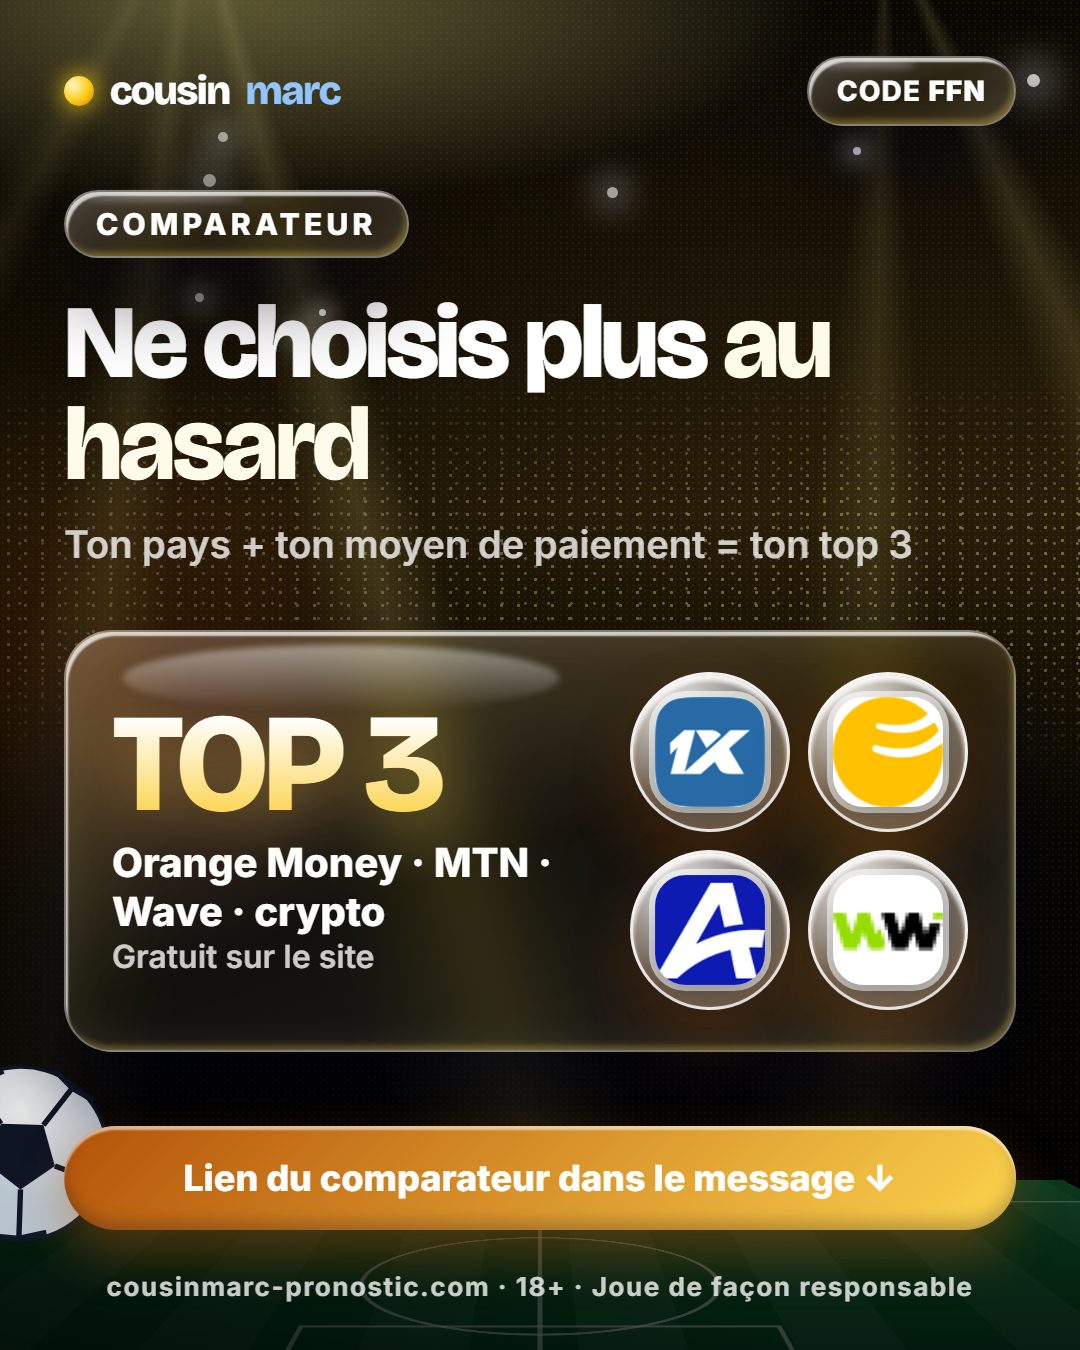 cousin marc
CODE FFN
COMPARATEUR
Ne choisis plus au
hasard
Ton pays + ton moyen de paiement = ton top 3
TOP 3
Orange Money · MTN ·
Wave · crypto
Gratuit sur le site
1X
A
WW
Lien du comparateur dans le message ↓
cousinmarc-pronostic.com · 18+ · Joue de façon responsable